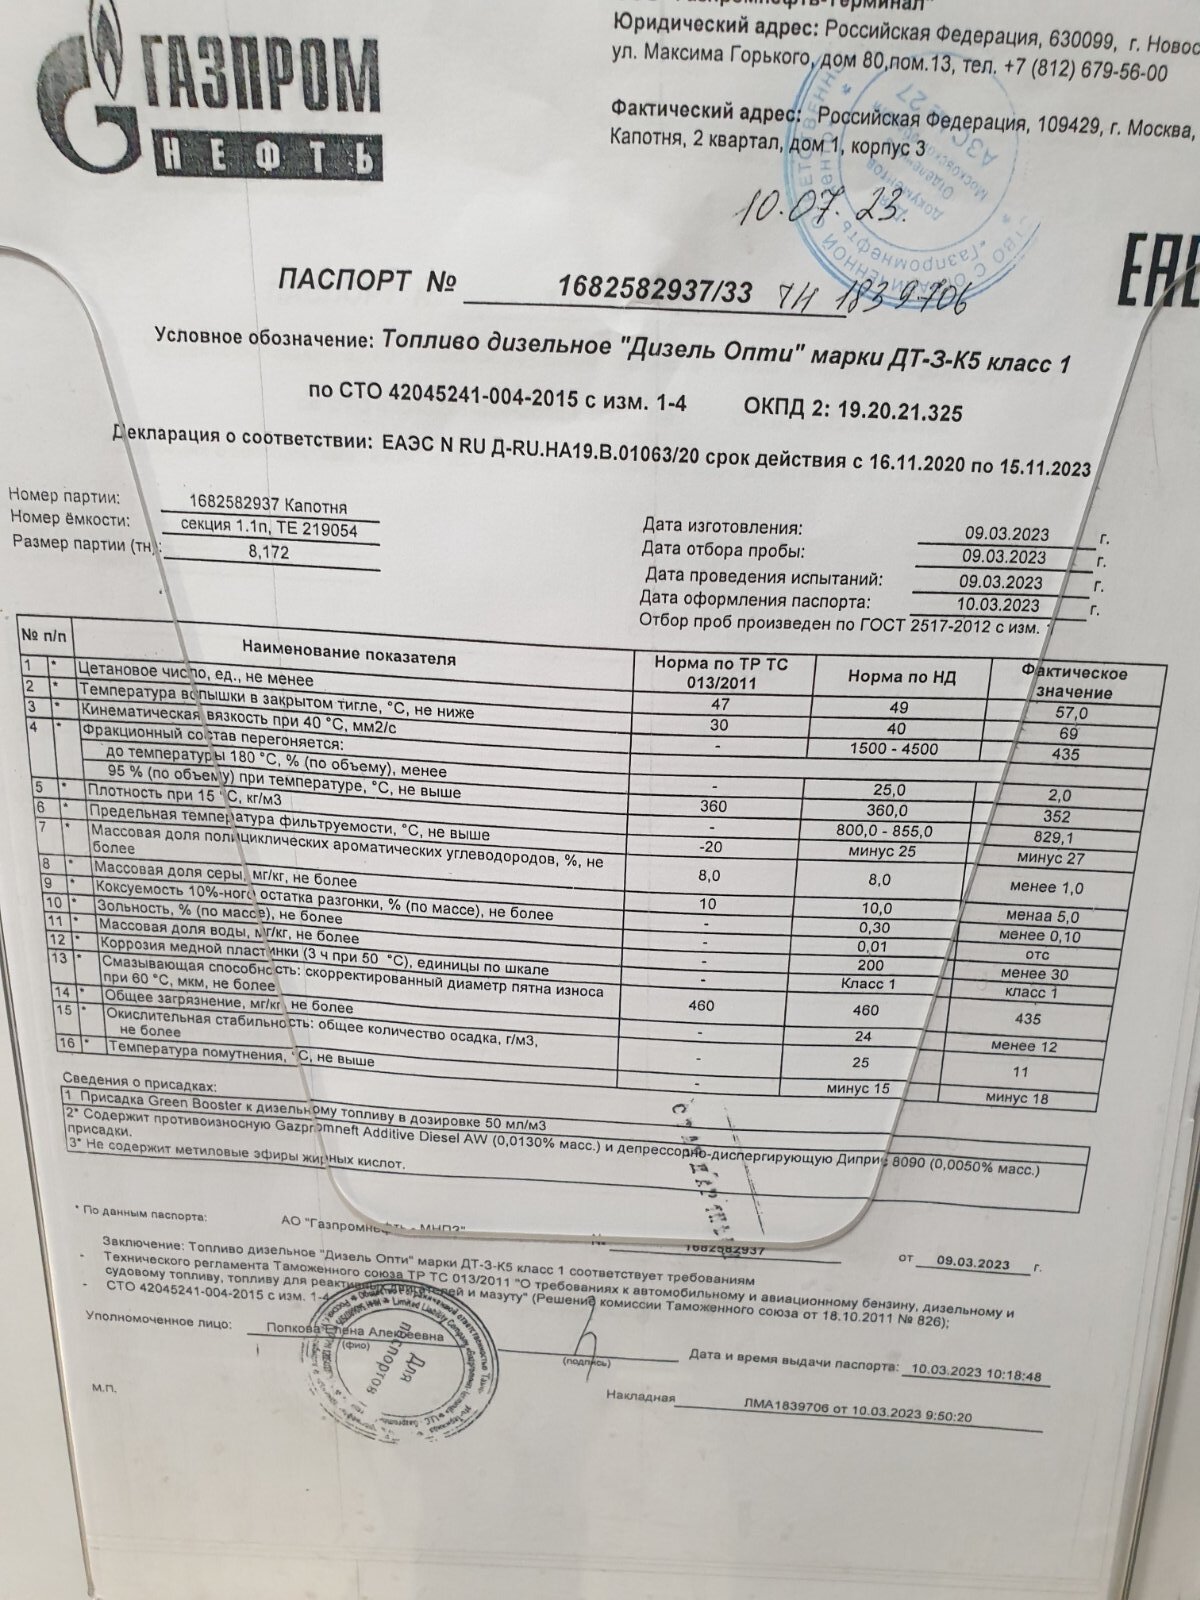 ГАЗПРОМ
НЕФТЬ
Юридический адрес: Российская Федерация, 630099, г. Новос
ул. Максима Горького, дом 80,пом.13, тел. +7 (812) 679-56-00
Фактический адрес: Российская Федерация, 109429, г. Москва,
Капотня, 2 квартал, дом 1, корпус 3
10.07.23.
ЕАС
ПАСПОРТ № 1682582937/33 ТН 1839706
Условное обозначение: Топливо дизельное "Дизель Опти" марки ДТ-З-К5 класс 1
по СТО 42045241-004-2015 с изм. 1-4 ОКПД 2: 19.20.21.325
Декларация о соответствии: ЕАЭС N RU Д-RU.НА19.В.01063/20 срок действия с 16.11.2020 по 15.11.2023
Номер партии: 1682582937 Капотня
Номер ёмкости: секция 1.1п, ТЕ 219054
Размер партии (тн): 8,172
Дата изготовления: 09.03.2023 г.
Дата отбора пробы: 09.03.2023 г.
Дата проведения испытаний: 09.03.2023 г.
Дата оформления паспорта: 10.03.2023 г.
Отбор проб произведен по ГОСТ 2517-2012 с изм. 1
№ п/п Наименование показателя Норма по ТР ТС 013/2011 Норма по НД Фактическое значение
1 * Цетановое число, ед., не менее 47 49 57,0
2 * Температура вспышки в закрытом тигле, °С, не ниже 30 40 69
3 * Кинематическая вязкость при 40 °С, мм2/с - 1500 - 4500 435
4 * Фракционный состав перегоняется:
до температуры 180 °С, % (по объему), менее - 25,0 2,0
95 % (по объему) при температуре, °С, не выше 360 360,0 352
5 * Плотность при 15 °С, кг/м3 - 800,0 - 855,0 829,1
6 * Предельная температура фильтруемости, °С, не выше -20 минус 25 минус 27
7 * Массовая доля полициклических ароматических углеводородов, %, не более 8,0 8,0 менее 1,0
8 * Массовая доля серы, мг/кг, не более 10 10,0 менаа 5,0
9 * Коксуемость 10%-ного остатка разгонки, % (по массе), не более - 0,30 менее 0,10
10 * Зольность, % (по массе), не более - 0,01 отс
11 * Массовая доля воды, мг/кг, не более - 200 менее 30
12 * Коррозия медной пластинки (3 ч при 50 °С), единицы по шкале - Класс 1 класс 1
13 * Смазывающая способность: скорректированный диаметр пятна износа при 60 °С, мкм, не более 460 460 435
14 * Общее загрязнение, мг/кг, не более - 24 менее 12
15 * Окислительная стабильность: общее количество осадка, г/м3, не более - 25 11
16 * Температура помутнения, °С, не выше - минус 15 минус 18
Сведения о присадках:
1 Присадка Green Booster к дизельному топливу в дозировке 50 мл/м3
2* Содержит противоизносную Gazpromneft Additive Diesel AW (0,0130% масс.) и депрессорно-диспергирующую Диприс 8090 (0,0050% масс.)
присадки.
3* Не содержит метиловые эфиры жирных кислот.
* По данным паспорта: АО "Газпромнефть - МНПЗ" № 1682582937 от 09.03.2023 г.
Заключение: Топливо дизельное "Дизель Опти" марки ДТ-З-К5 класс 1 соответствует требованиям
- Технического регламента Таможенного союза ТР ТС 013/2011 "О требованиях к автомобильному и авиационному бензину, дизельному и
судовому топливу, топливу для реактивных двигателей и мазуту" (Решение комиссии Таможенного союза от 18.10.2011 № 826);
- СТО 42045241-004-2015 с изм. 1-4
Уполномоченное лицо: Попкова Елена Алексеевна
(фио) (подпись)
Для
паспортов
Дата и время выдачи паспорта: 10.03.2023 10:18:48
М.П.
Накладная ЛМА1839706 от 10.03.2023 9:50:20